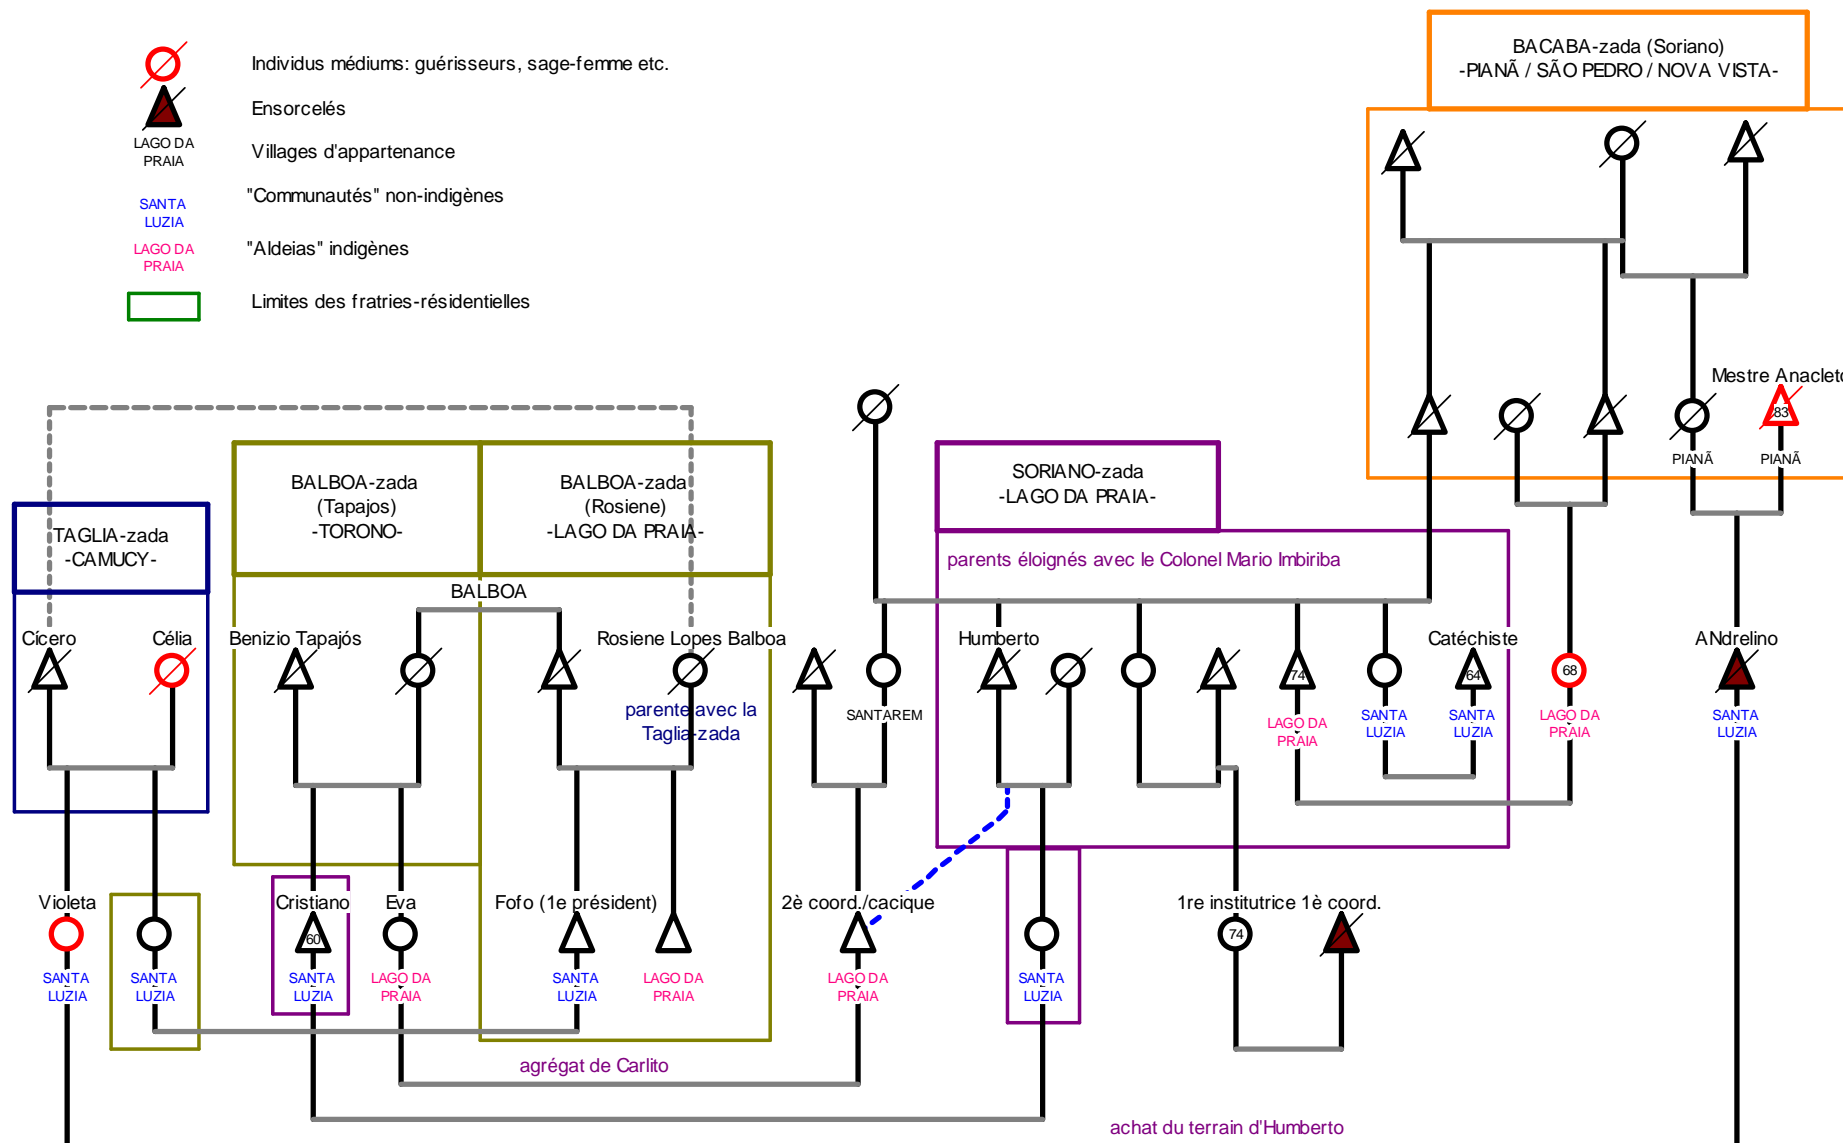 Individus médiums: guérisseurs, sage-femme etc.
Ensorcelés
LAGO DA
PRAIA
Villages d'appartenance
SANTA
LUZIA
"Communautés" non-indigènes
LAGO DA
PRAIA
"Aldeias" indigènes
Limites des fratries-résidentielles
BACABA-zada (Soriano)
-PIANÃ / SÃO PEDRO / NOVA VISTA-
Mestre Anacleto
83
PIANÃ
PIANÃ
TAGLIA-zada
-CAMUCY-
BALBOA-zada
(Tapajos)
-TORONO-
BALBOA-zada
(Rosiene)
-LAGO DA PRAIA-
SORIANO-zada
-LAGO DA PRAIA-
parents éloignés avec le Colonel Mario Imbiriba
BALBOA
Cícero
Célia
Benizio Tapajós
Rosiene Lopes Balboa
parente avec la
Taglia-zada
SANTAREM
Humberto
74
LAGO DA
PRAIA
SANTA
LUZIA
Catéchiste
64
SANTA
LUZIA
68
LAGO DA
PRAIA
ANdrelino
SANTA
LUZIA
Violeta
SANTA
LUZIA
SANTA
LUZIA
Cristiano
60
SANTA
LUZIA
Eva
LAGO DA
PRAIA
Fofo (1e président)
SANTA
LUZIA
LAGO DA
PRAIA
2è coord./cacique
LAGO DA
PRAIA
SANTA
LUZIA
1re institutrice
74
1è coord.
agrégat de Carlito
achat du terrain d'Humberto